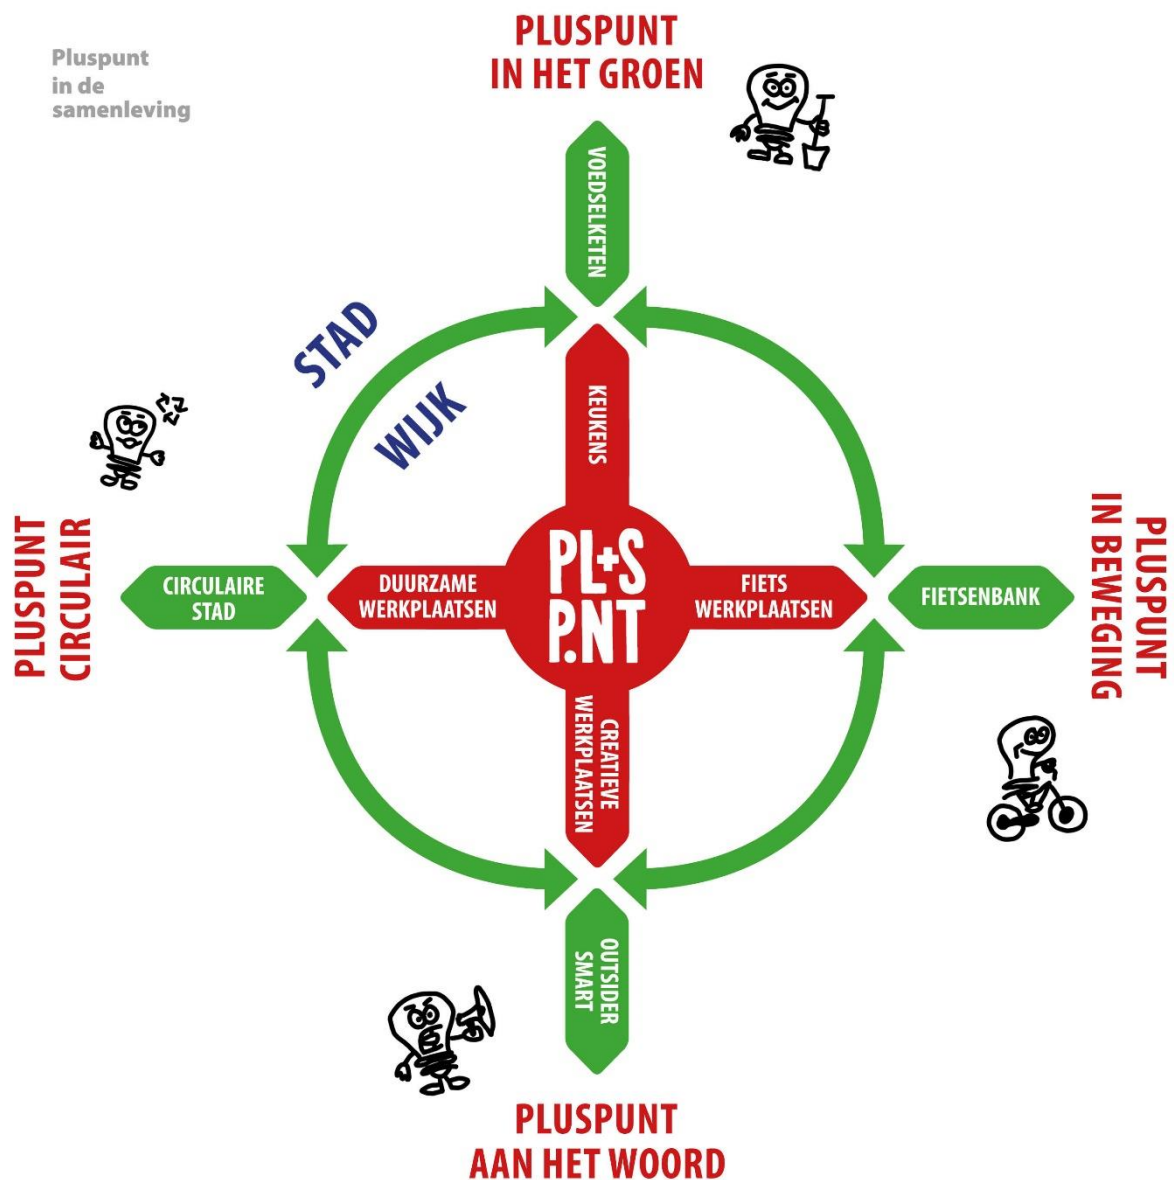 Pluspunt
in de
samenleving
PLUSPUNT
IN HET GROEN
VOEDSELKETEN
STAD
WIJK
KEUKENS
PLUSPUNT
CIRCULAIR
CIRCULAIRE
STAD
DUURZAME
WERKPLAATSEN
PL+S
P.NT
FIETS
WERKPLAATSEN
FIETSENBANK
PLUSPUNT
IN BEWEGING
CREATIEVE
WERKPLAATSEN
OUTSIDER
SMART
PLUSPUNT
AAN HET WOORD